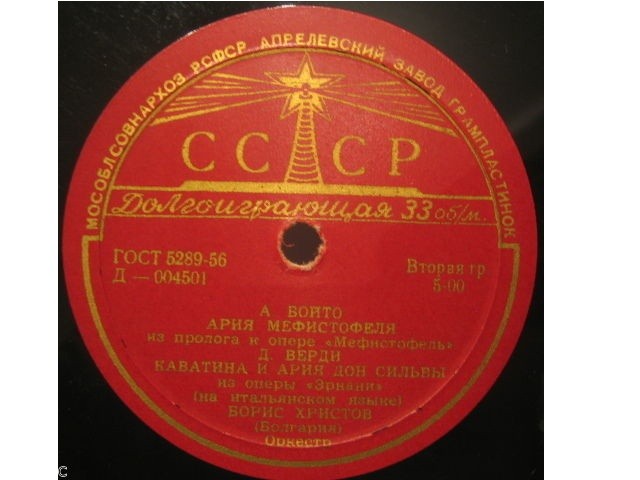 МОСОБЛСОВНАРХОЗ РСФСР АПРЕЛЕВСКИЙ ЗАВОД ГРАМПЛАСТИНОК
СССР
Долгоиграющая 33 об/м.
ГОСТ 5289-56
Д — 004501
Вторая гр.
5-00
А БОЙТО
АРИЯ МЕФИСТОФЕЛЯ
из пролога к опере «Мефистофель»
Д. ВЕРДИ
КАВАТИНА И АРИЯ ДОН СИЛЬВЫ
из оперы «Эрнани»
(на итальянском языке)
БОРИС ХРИСТОВ
(Болгария)
Оркестр
C